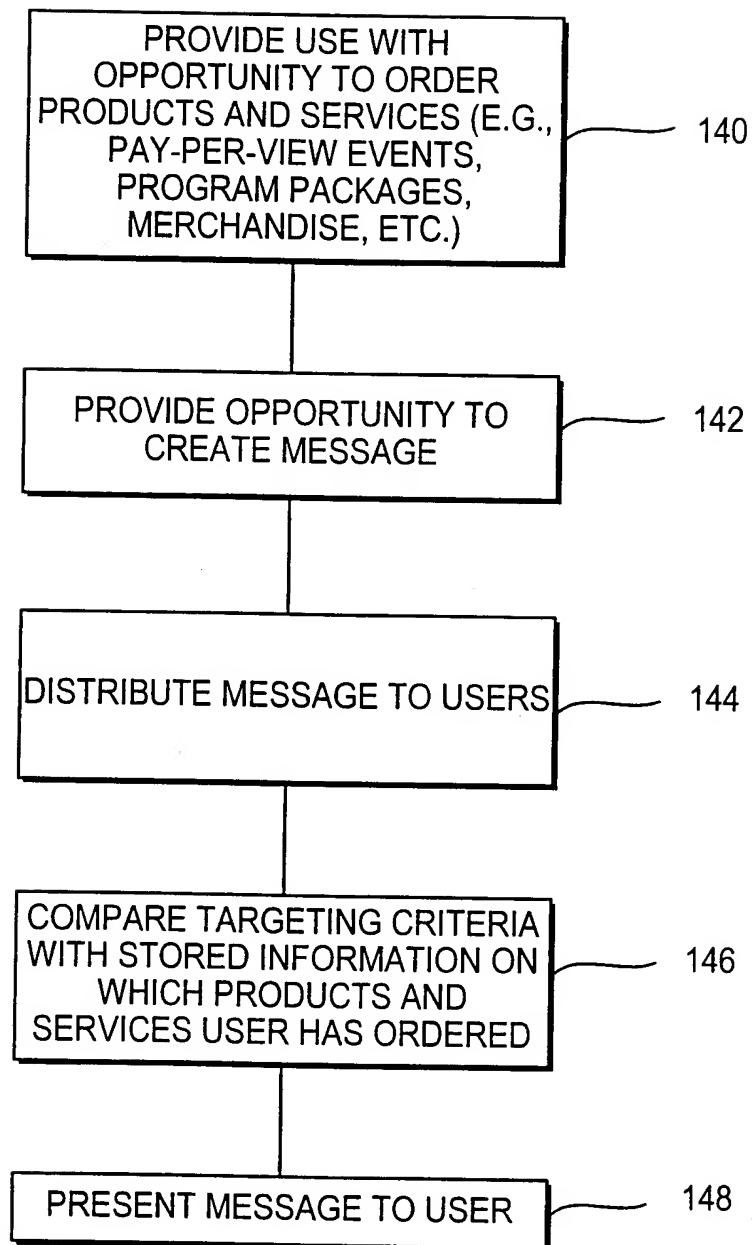 PROVIDE USE WITH
OPPORTUNITY TO ORDER
PRODUCTS AND SERVICES (E.G.,
PAY-PER-VIEW EVENTS,
PROGRAM PACKAGES,
MERCHANDISE, ETC.)
140
PROVIDE OPPORTUNITY TO
CREATE MESSAGE
142
DISTRIBUTE MESSAGE TO USERS
144
COMPARE TARGETING CRITERIA
WITH STORED INFORMATION ON
WHICH PRODUCTS AND
SERVICES USER HAS ORDERED
146
PRESENT MESSAGE TO USER
148